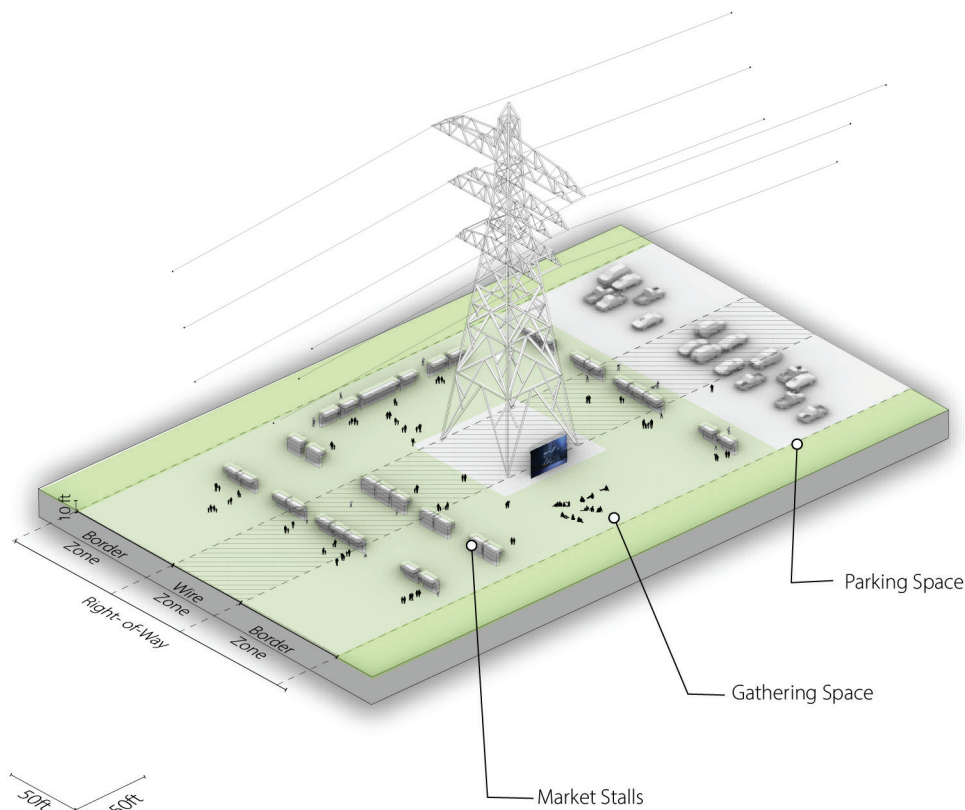 10ft
Border
Zone
Wire
Zone
Border
Zone
Right-of-Way
Parking Space
Gathering Space
Market Stalls
50ft
50ft